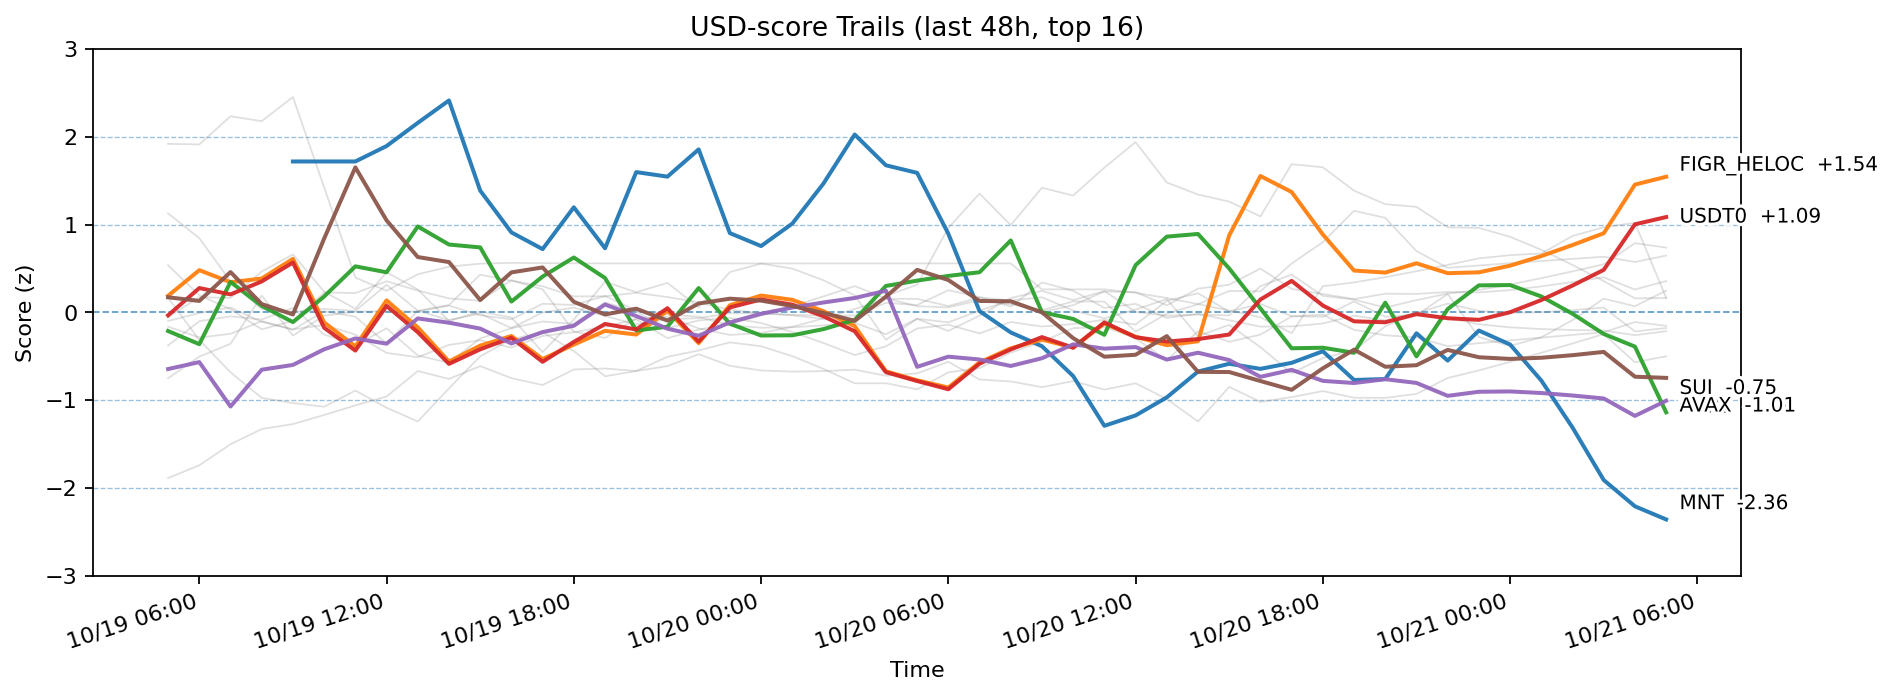 USD-score Trails (last 48h, top 16)
3
2
1
0
−1
−2
−3
Score (z)
FIGR_HELOC +1.54
USDT0 +1.09
SUI -0.75
AVAX -1.01
MNT -2.36
10/19 06:00
10/19 12:00
10/19 18:00
10/20 00:00
10/20 06:00
10/20 12:00
10/20 18:00
10/21 00:00
10/21 06:00
Time